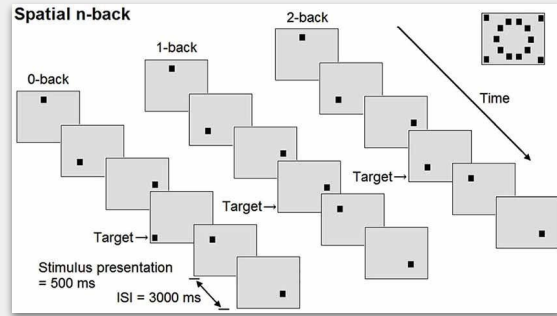 Spatial n-back
0-back
1-back
2-back
Time
Target→
Target→
Target→
Stimulus presentation
= 500 ms
ISI = 3000 ms